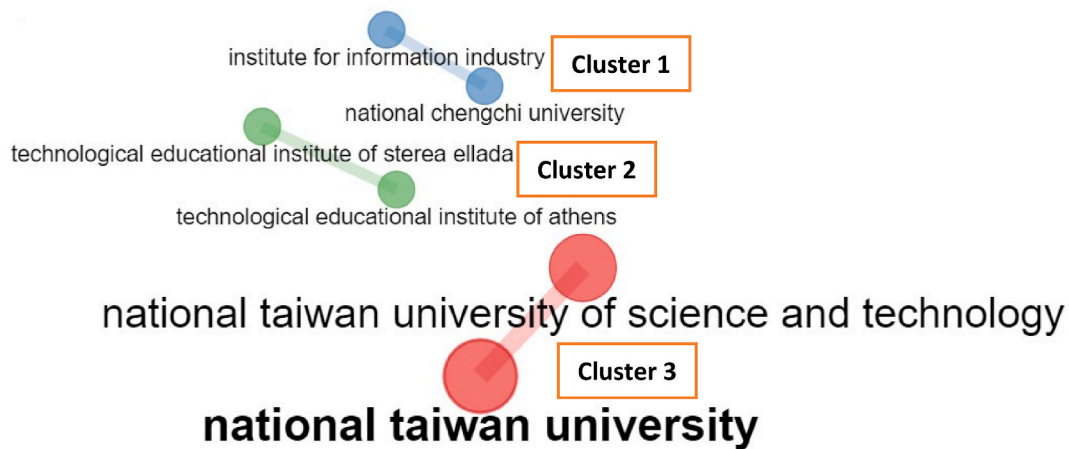 institute for information industry
Cluster 1
national chengchi university
technological educational institute of sterea ellada
Cluster 2
technological educational institute of athens
national taiwan university of science and technology
Cluster 3
national taiwan university